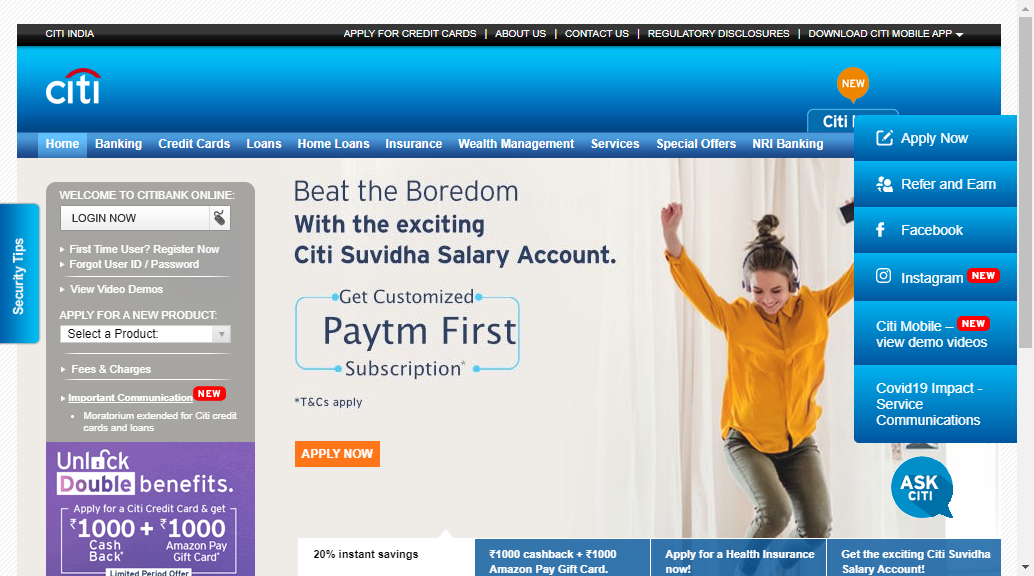 CITI INDIA
APPLY FOR CREDIT CARDS | ABOUT US | CONTACT US | REGULATORY DISCLOSURES | DOWNLOAD CITI MOBILE APP
citi
NEW
Citi
Home Banking Credit Cards Loans Home Loans Insurance Wealth Management Services Special Offers NRI Banking
Apply Now
Refer and Earn
Facebook
Instagram NEW
Citi Mobile – NEW
view demo videos
Covid19 Impact -
Service
Communications
Security Tips
WELCOME TO CITIBANK ONLINE:
LOGIN NOW
First Time User? Register Now
Forgot User ID / Password
View Video Demos
APPLY FOR A NEW PRODUCT:
Select a Product:
Fees & Charges
Important Communication NEW
• Moratorium extended for Citi credit
cards and loans
Unlock
Double benefits.
Apply for a Citi Credit Card & get
₹1000 + ₹1000
Cash Amazon Pay
Back* Gift Card*
Limited Period Offer
Beat the Boredom
With the exciting
Citi Suvidha Salary Account.
Get Customized
Paytm First
Subscription*
*T&Cs apply
APPLY NOW
ASK
CITI
20% instant savings
₹1000 cashback + ₹1000
Amazon Pay Gift Card.
Apply for a Health Insurance
now!
Get the exciting Citi Suvidha
Salary Account!